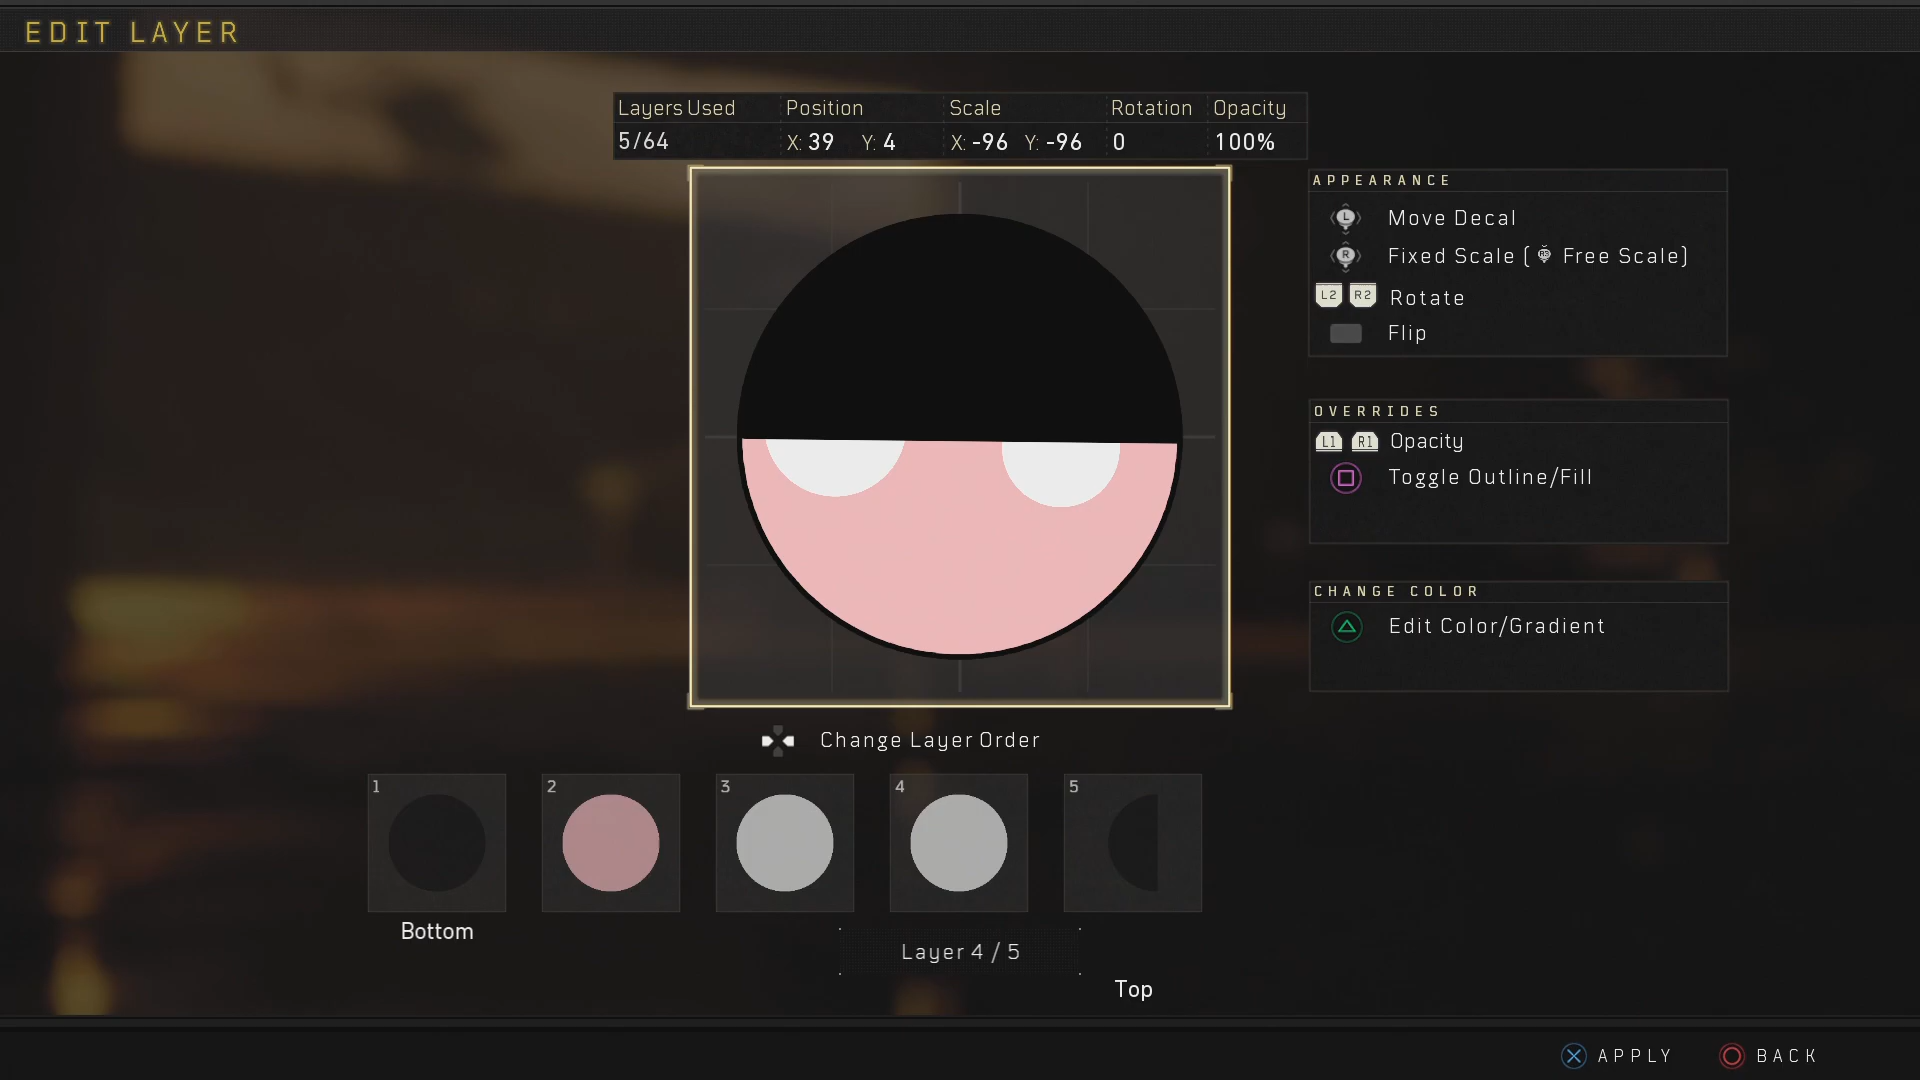 EDIT LAYER
Layers Used Position Scale Rotation Opacity
5/64 X: 39 Y: 4 X: -96 Y: -96 0 100%
APPEARANCE
L Move Decal
R Fixed Scale ( RS Free Scale)
L2 R2 Rotate
Flip
OVERRIDES
L1 R1 Opacity
Toggle Outline/Fill
CHANGE COLOR
Edit Color/Gradient
Change Layer Order
1 2 3 4 5
Bottom
Layer 4 / 5
Top
APPLY BACK